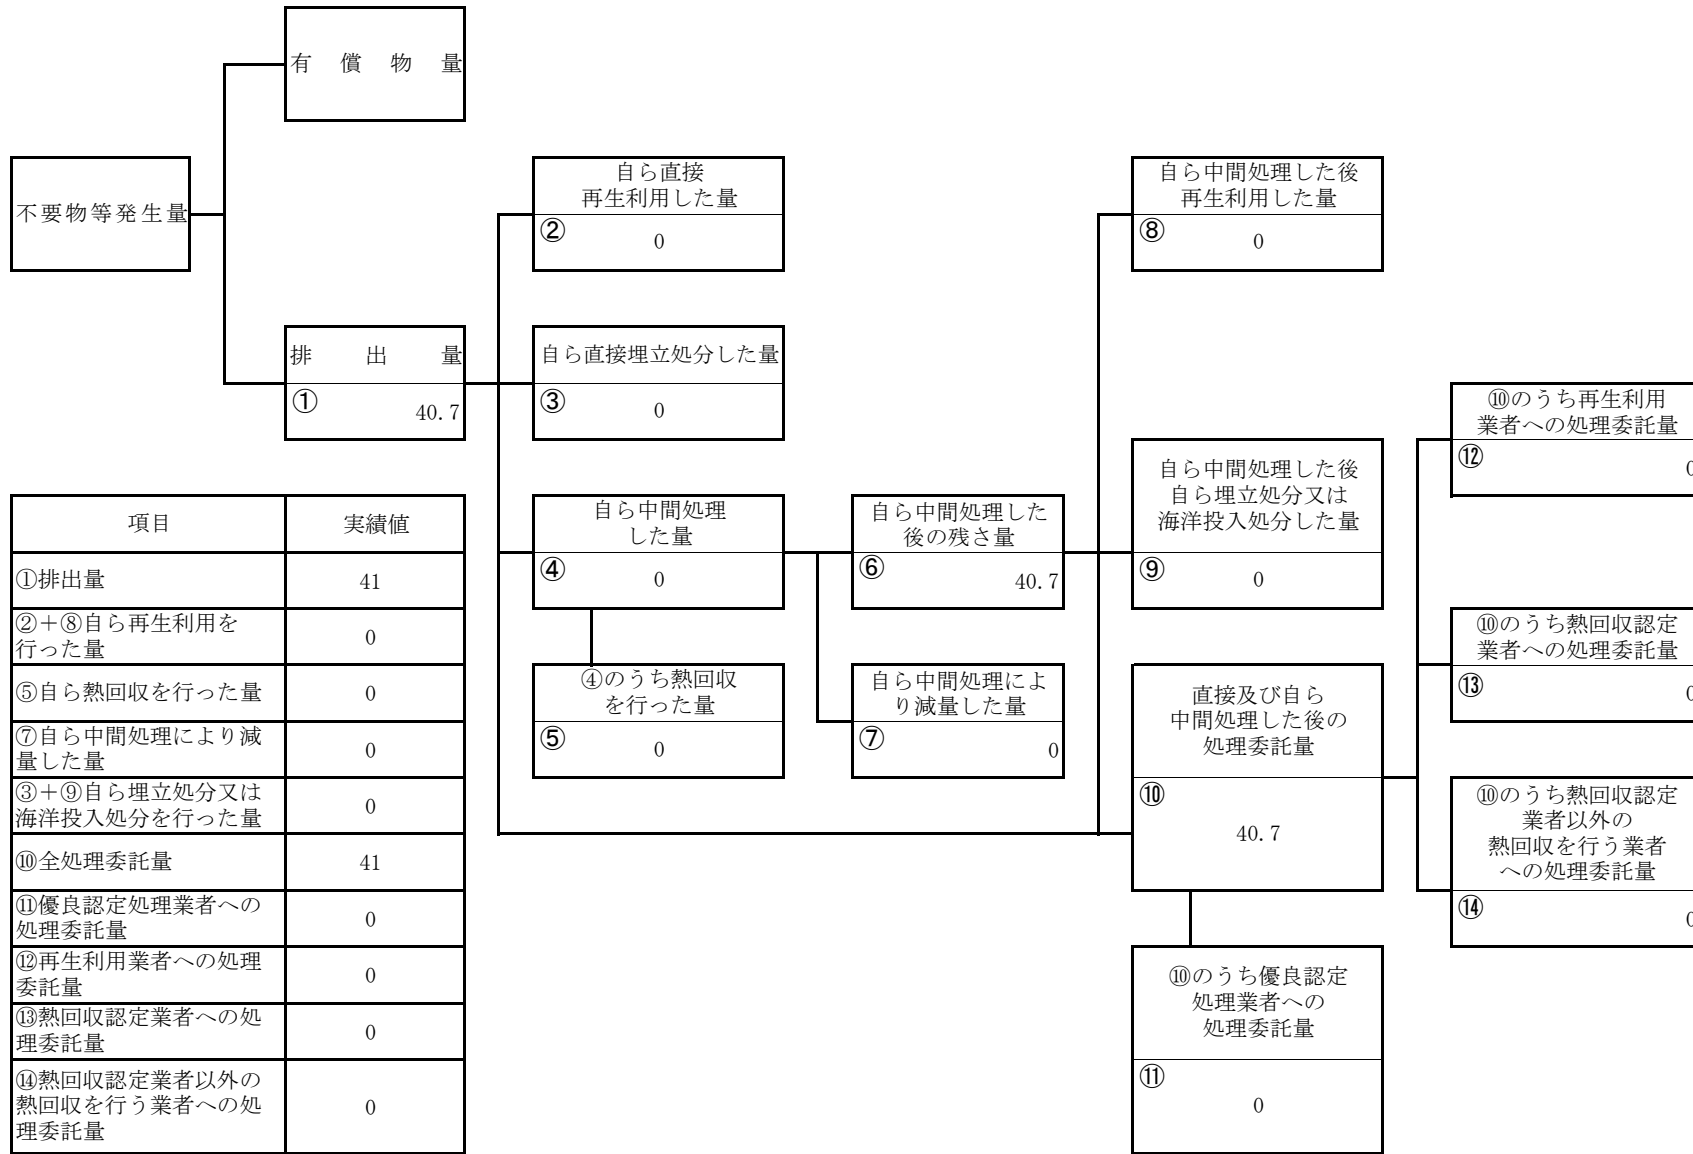 有償物量
不要物等発生量
自ら直接
再生利用した量
②
0
自ら中間処理した後
再生利用した量
⑧
0
排出量
①
40.7
自ら直接埋立処分した量
③
0
⑩のうち再生利用
業者への処理委託量
⑫
0
自ら中間処理
した量
④
0
自ら中間処理した
後の残さ量
⑥
40.7
自ら中間処理した後
自ら埋立処分又は
海洋投入処分した量
⑨
0
④のうち熱回収
を行った量
⑤
0
自ら中間処理によ
り減量した量
⑦
0
直接及び自ら
中間処理した後の
処理委託量
⑩
40.7
⑩のうち熱回収認定
業者への処理委託量
⑬
0
⑩のうち熱回収認定
業者以外の
熱回収を行う業者
への処理委託量
⑭
0
⑩のうち優良認定
処理業者への
処理委託量
⑪
0
項目 実績値
①排出量 41
②＋⑧自ら再生利用を
行った量 0
⑤自ら熱回収を行った量 0
⑦自ら中間処理により減
量した量 0
③＋⑨自ら埋立処分又は
海洋投入処分を行った量 0
⑩全処理委託量 41
⑪優良認定処理業者への
処理委託量 0
⑫再生利用業者への処理
委託量 0
⑬熱回収認定業者への処
理委託量 0
⑭熱回収認定業者以外の
熱回収を行う業者への処
理委託量 0